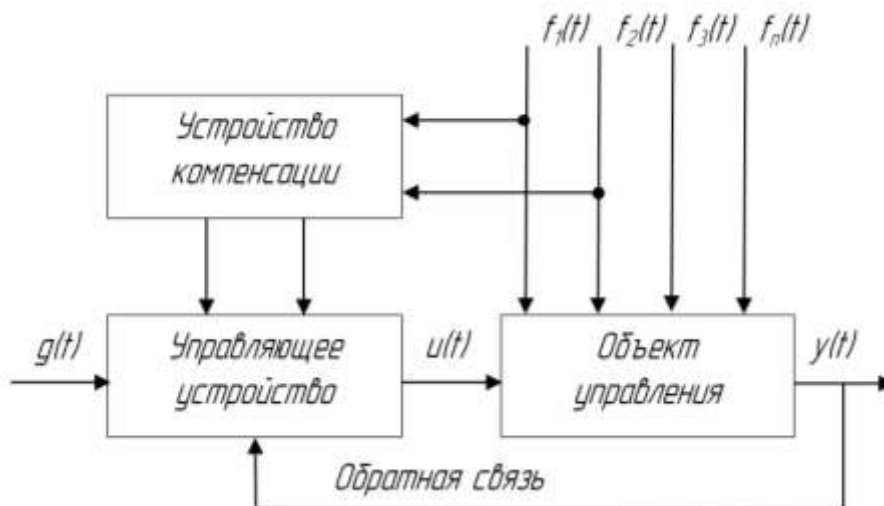 f₁(t) f₂(t) f₃(t) fₙ(t)
Устройство
компенсации
g(t)
Управляющее
устройство
u(t)
Объект
управления
y(t)
Обратная связь